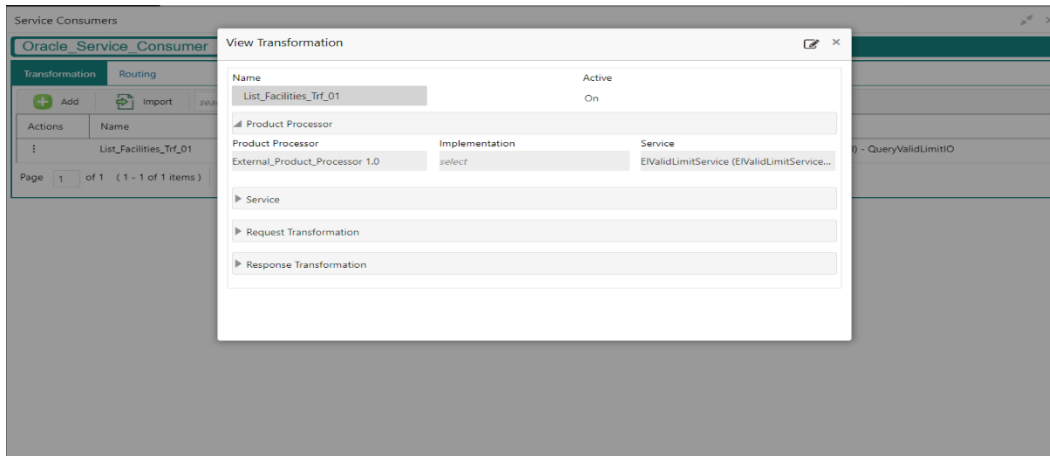 Service Consumers
Oracle_Service_Consumer
Transformation Routing
Add Import
Actions Name
List_Facilities_Trf_01 - QueryValidLimitIO
Page 1 of 1 ( 1 - 1 of 1 items )
View Transformation
Name Active
List_Facilities_Trf_01 On
Product Processor
Product Processor Implementation Service
External_Product_Processor 1.0 select EIValidLimitService (EIValidLimitService...
Service
Request Transformation
Response Transformation